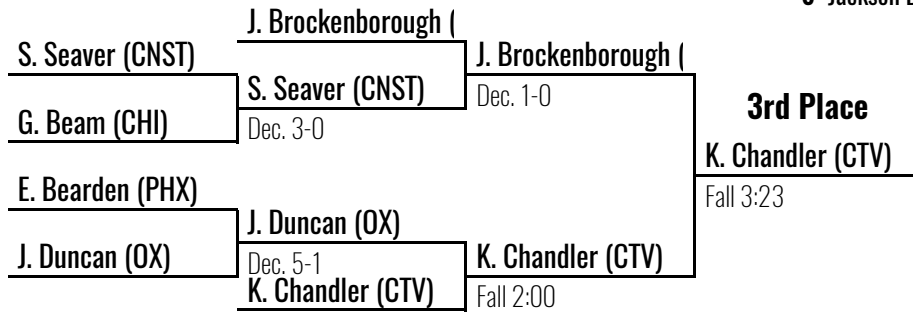 J. Brockenborough (
S. Seaver (CNST)
J. Brockenborough (
S. Seaver (CNST)
Dec. 1-0
3rd Place
G. Beam (CHI)
Dec. 3-0
K. Chandler (CTV)
E. Bearden (PHX)
Fall 3:23
J. Duncan (OX)
J. Duncan (OX)
Dec. 5-1
K. Chandler (CTV)
K. Chandler (CTV)
Fall 2:00